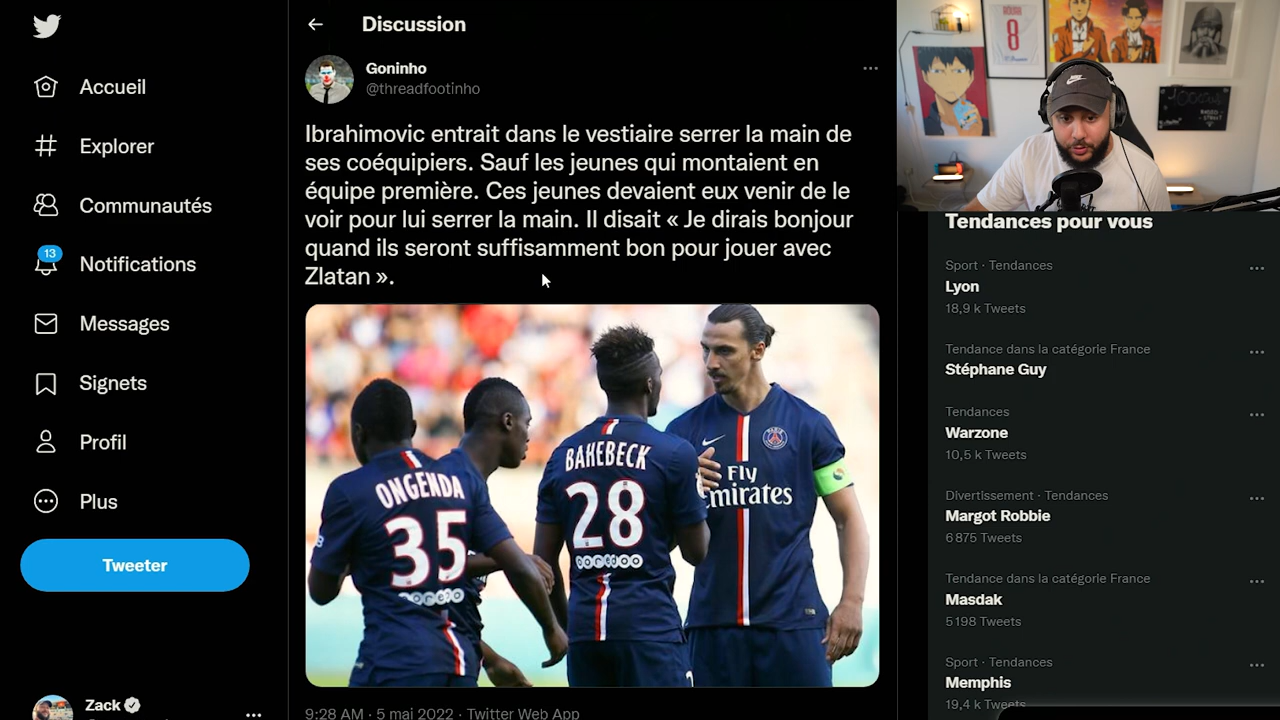 Accueil
Explorer
Communautés
13
Notifications
Messages
Signets
Profil
Plus
Tweeter
Zack
Discussion
Goninho
@threadfootinho
Ibrahimovic entrait dans le vestiaire serrer la main de
ses coéquipiers. Sauf les jeunes qui montaient en
équipe première. Ces jeunes devaient eux venir de le
voir pour lui serrer la main. Il disait « Je dirais bonjour
quand ils seront suffisamment bon pour jouer avec
Zlatan ».
ONGENDA
35
ooredoo
BAHEBECK
28
ooredoo
PARIS
Fly
Emirates
9:28 AM · 5 mai 2022 · Twitter Web App
8
Tendances pour vous
Sport · Tendances
Lyon
18,9 k Tweets
Tendance dans la catégorie France
Stéphane Guy
Tendances
Warzone
10,5 k Tweets
Divertissement · Tendances
Margot Robbie
6 875 Tweets
Tendance dans la catégorie France
Masdak
5 198 Tweets
Sport · Tendances
Memphis
19,4 k Tweets